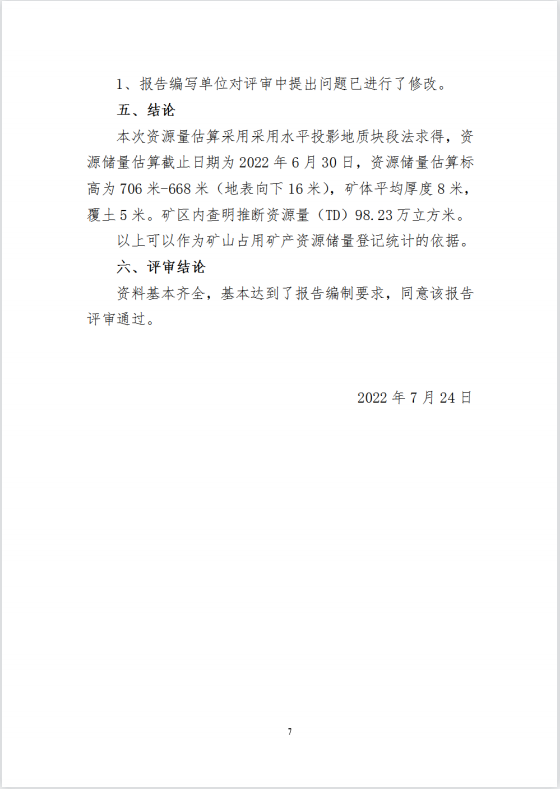 1、报告编写单位对评审中提出问题已进行了修改。
五、结论
本次资源量估算采用采用水平投影地质块段法求得，资
源储量估算截止日期为 2022 年 6 月 30 日，资源储量估算标
高为 706 米-668 米（地表向下 16 米），矿体平均厚度 8 米，
覆土 5 米。矿区内查明推断资源量（TD）98.23 万立方米。
以上可以作为矿山占用矿产资源储量登记统计的依据。
六、评审结论
资料基本齐全，基本达到了报告编制要求，同意该报告
评审通过。
2022 年 7 月 24 日
7